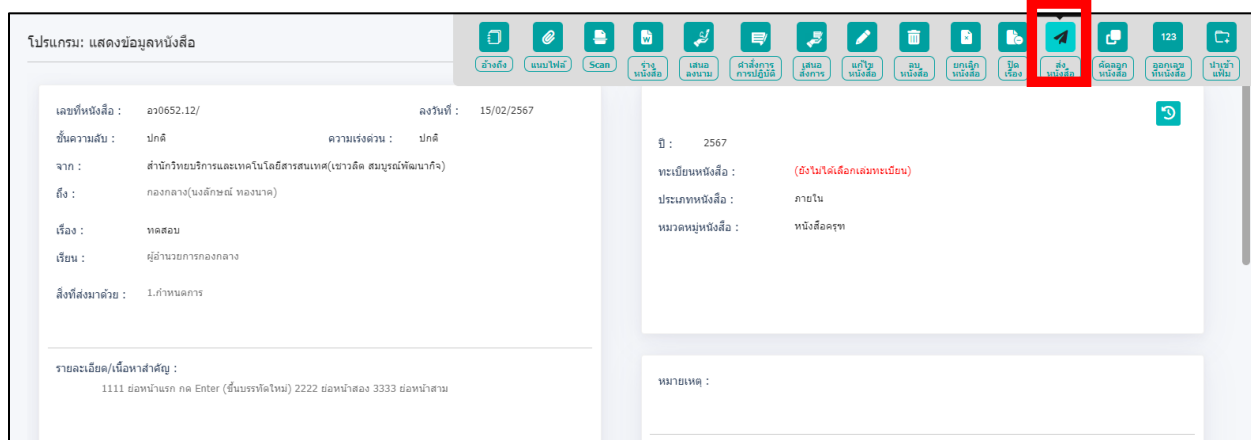 โปรแกรม: แสดงข้อมูลหนังสือ
อ้างถึง
แนบไฟล์
Scan
ร่าง
หนังสือ
เสนอ
ลงนาม
คำสั่งการ
การปฏิบัติ
เสนอ
สั่งการ
แก้ไข
หนังสือ
ลบ
หนังสือ
ยกเลิก
หนังสือ
ปิด
เรื่อง
ส่ง
หนังสือ
คัดลอก
หนังสือ
123
ออกเลข
ที่หนังสือ
นำเข้า
แฟ้ม
เลขที่หนังสือ : อว0652.12/ ลงวันที่ : 15/02/2567
ชั้นความลับ : ปกติ ความเร่งด่วน : ปกติ
จาก : สำนักวิทยบริการและเทคโนโลยีสารสนเทศ(เชาวลิต สมบูรณ์พัฒนากิจ)
ถึง : กองกลาง(นงลักษณ์ ทองนาค)
เรื่อง : ทดสอบ
เรียน : ผู้อำนวยการกองกลาง
สิ่งที่ส่งมาด้วย : 1.กำหนดการ
รายละเอียด/เนื้อหาสำคัญ :
1111 ย่อหน้าแรก กด Enter (ขึ้นบรรทัดใหม่) 2222 ย่อหน้าสอง 3333 ย่อหน้าสาม
ปี : 2567
ทะเบียนหนังสือ : (ยังไม่ได้เลือกเล่มทะเบียน)
ประเภทหนังสือ : ภายใน
หมวดหมู่หนังสือ : หนังสือครุฑ
หมายเหตุ :